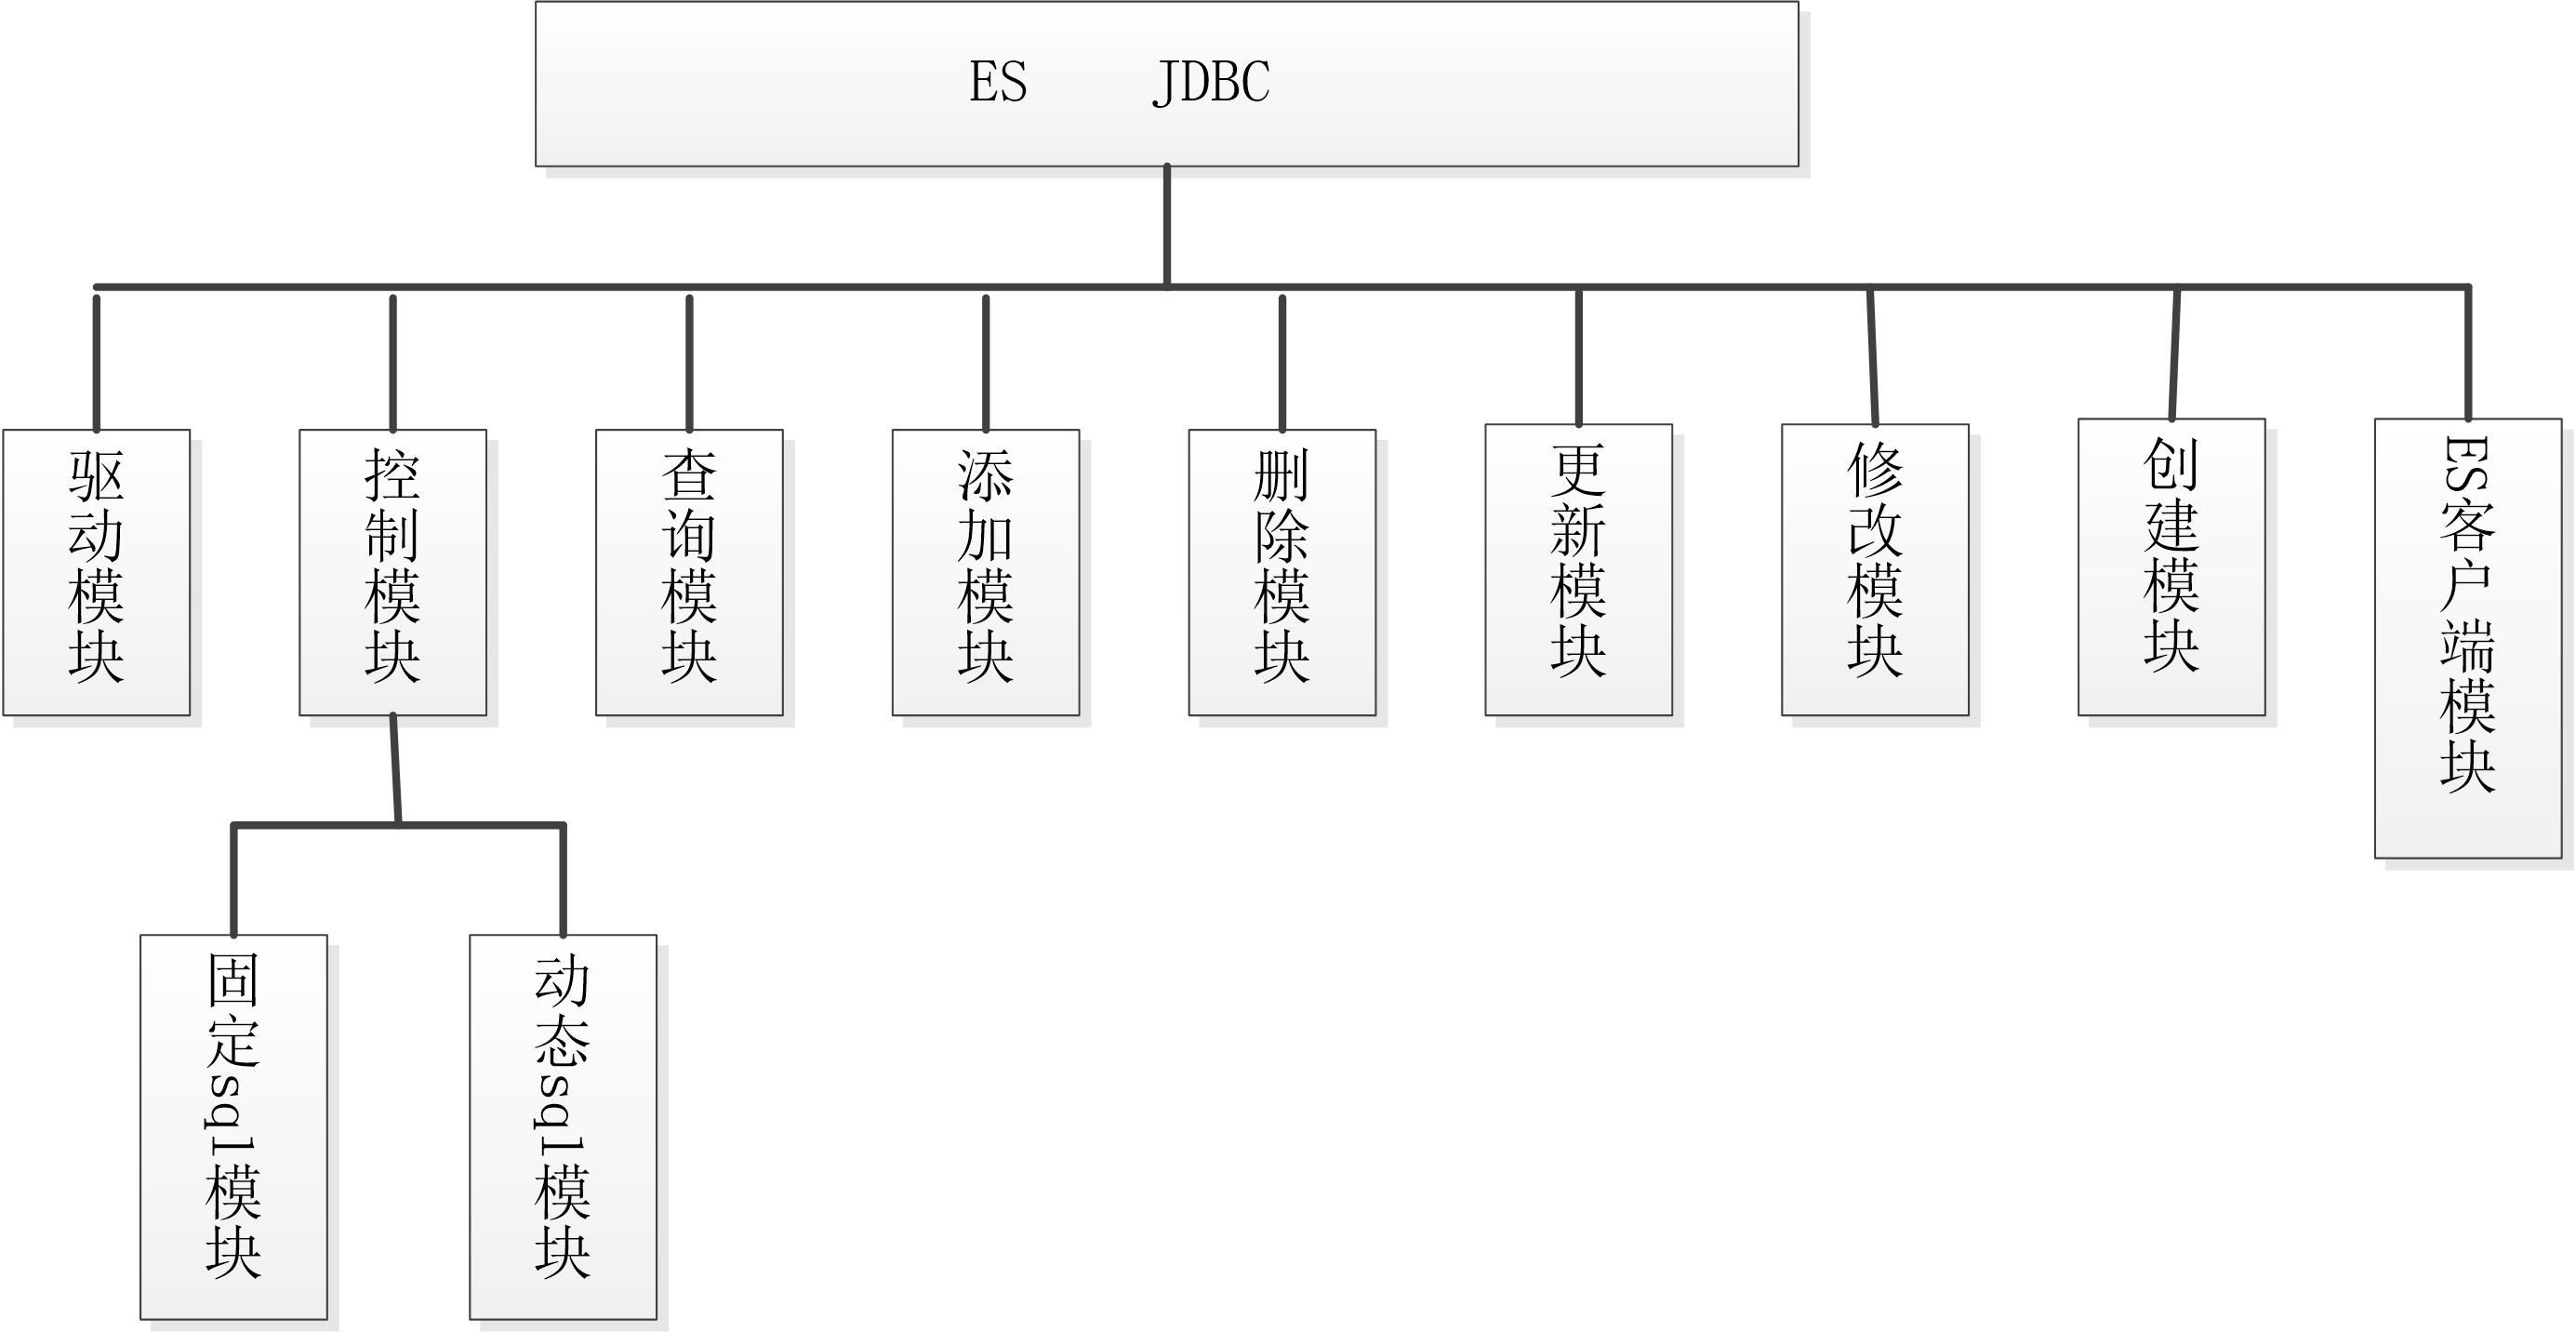 ES JDBC
驱动模块
控制模块
查询模块
添加模块
删除模块
更新模块
修改模块
创建模块
ES客户端模块
固定sql模块
动态sql模块